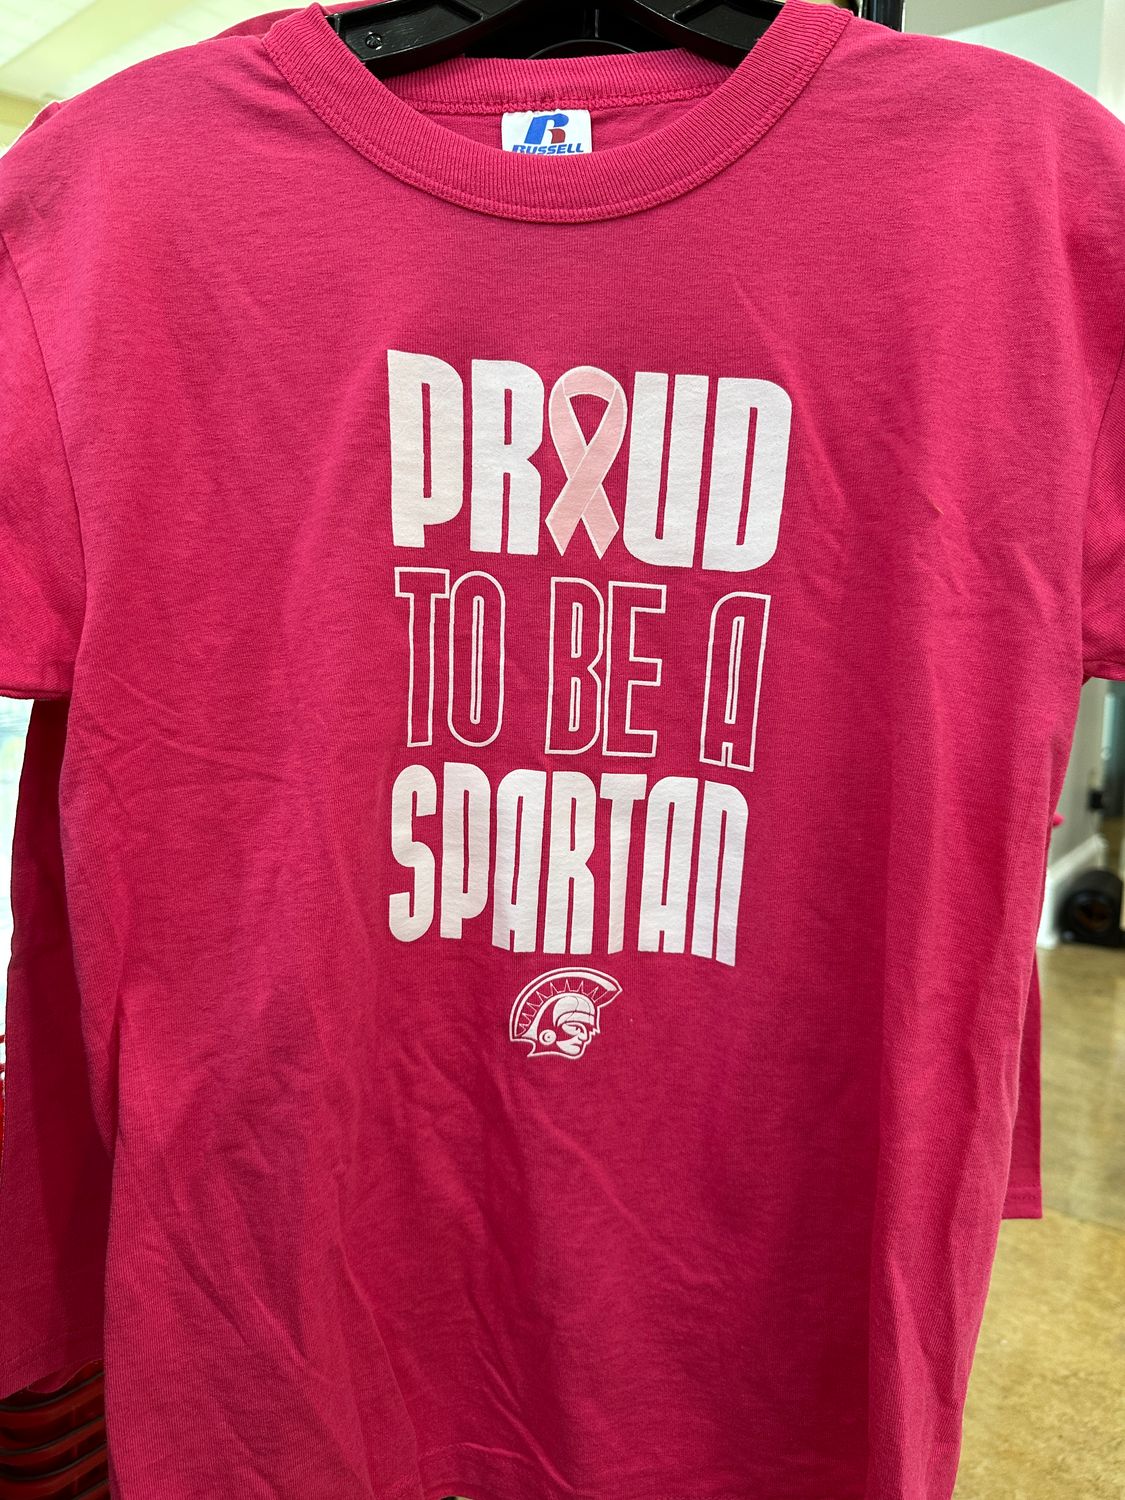 R
RUSSELL
PROUD
TO BE A
SPARTAN